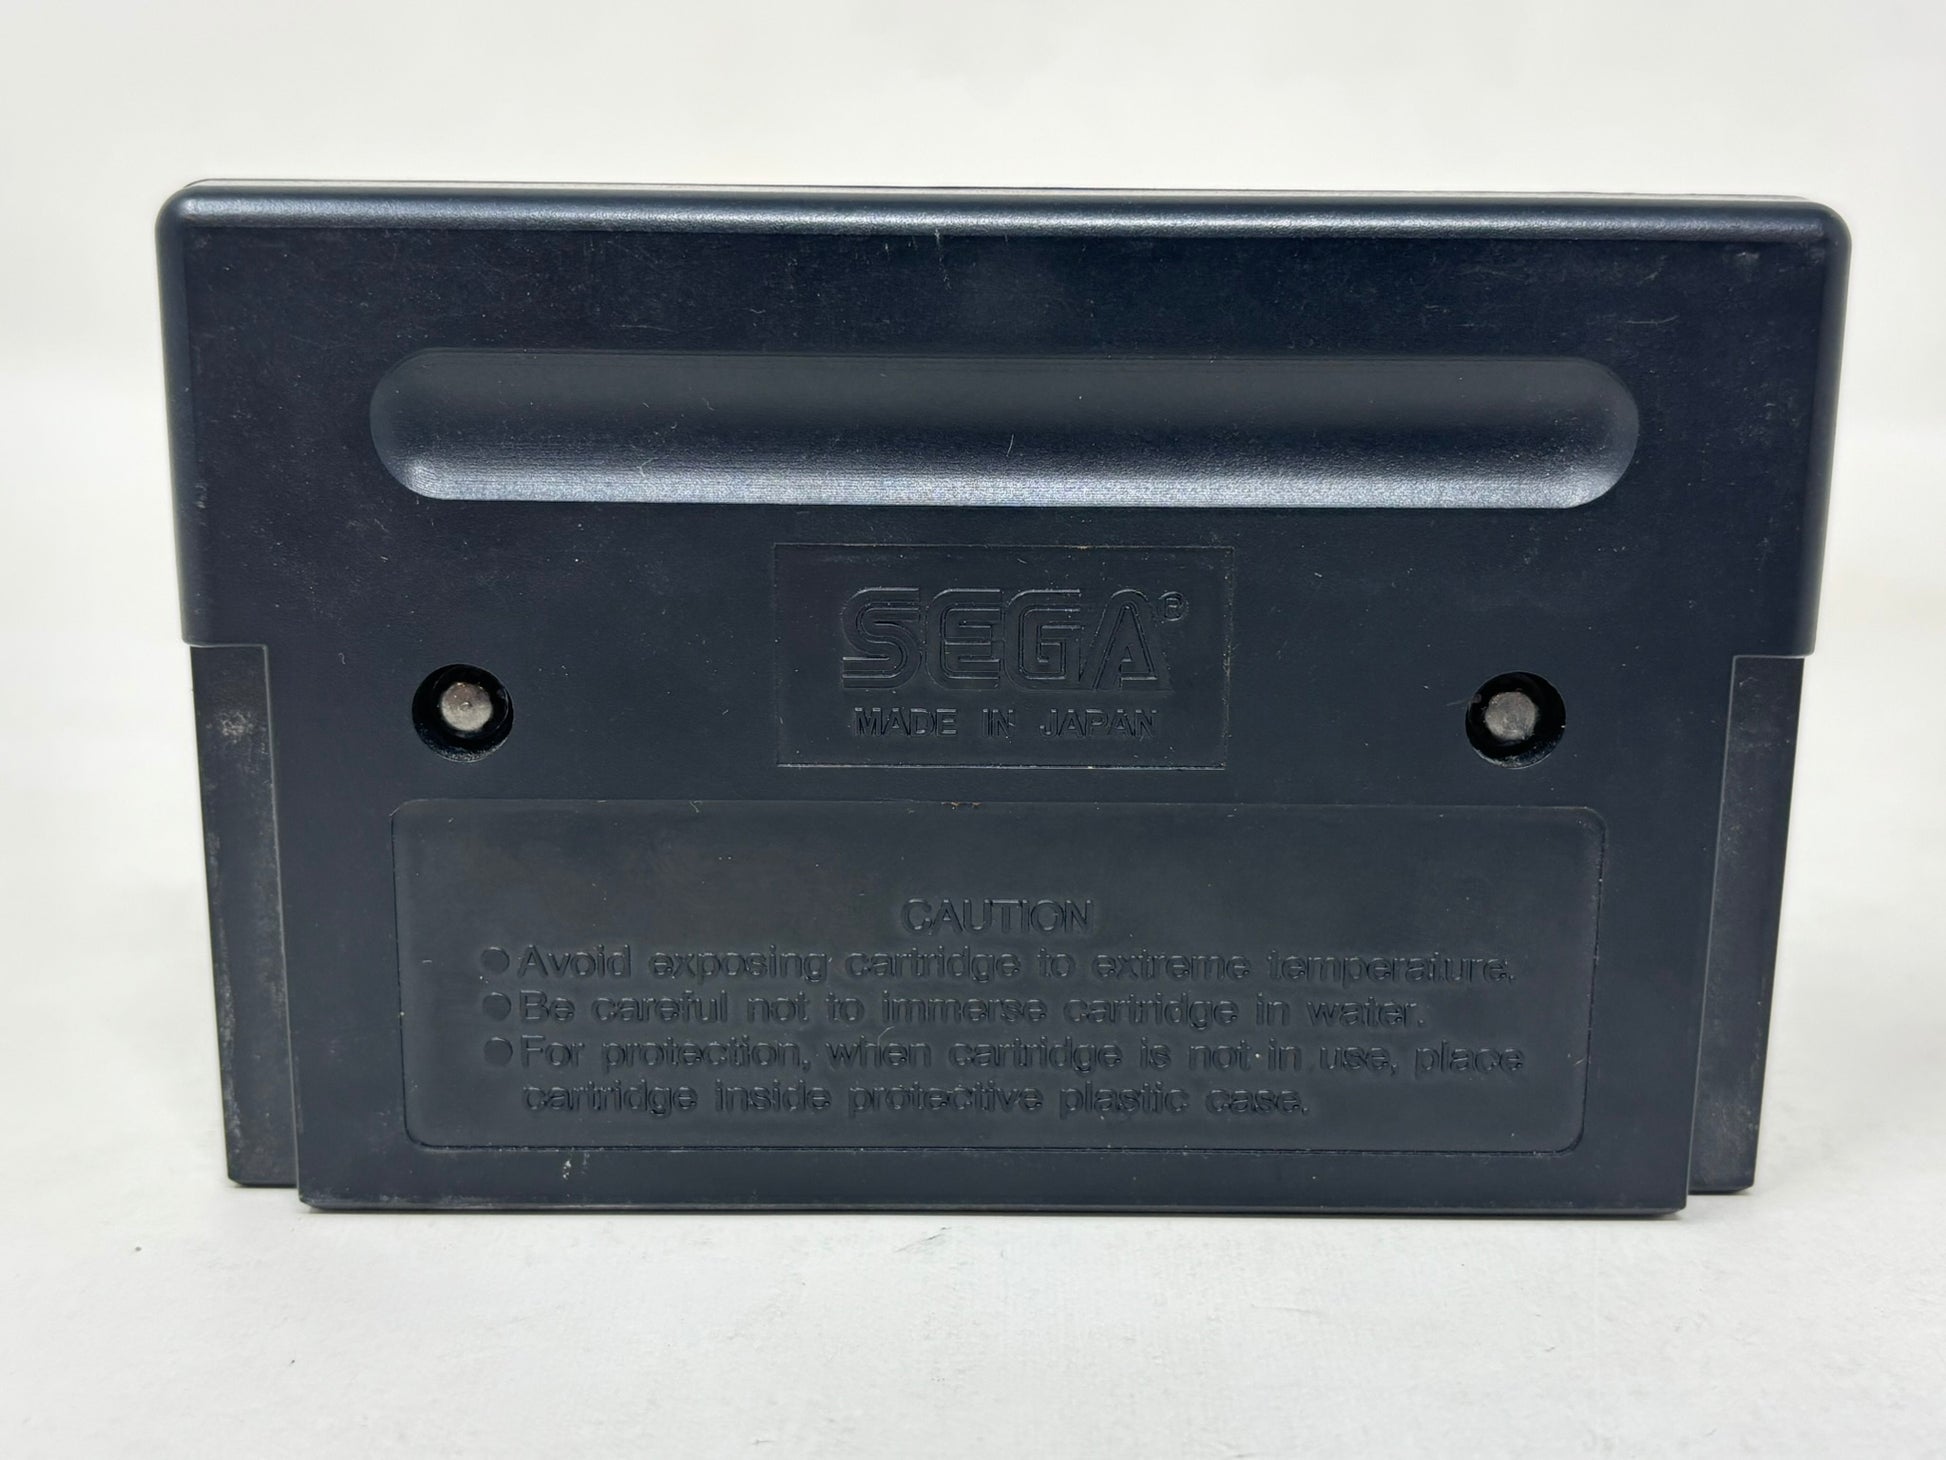 SEGA®
MADE IN JAPAN
CAUTION
●Avoid exposing cartridge to extreme temperature.
●Be careful not to immerse cartridge in water.
●For protection, when cartridge is not in use, place
cartridge inside protective plastic case.